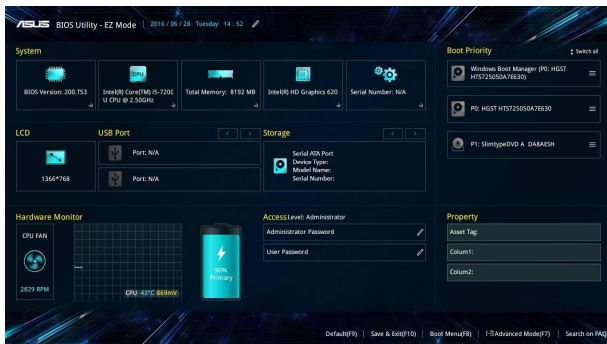 ASUS BIOS Utility - EZ Mode | 2016 / 06 / 28 Tuesday 14 : 52
System
BIOS Version: 200.T53
CPU
Intel(R) Core(TM) i5-7200
U CPU @ 2.50GHz
Total Memory: 8192 MB
Intel(R) HD Graphics 620
Serial Number: N/A
Boot Priority
Switch all
Windows Boot Manager (P0: HGST
HTS725050A7E630)
P0: HGST HTS725050A7E630
P1: SlimtypeDVD A DA8AESH
LCD
1366*768
USB Port
Port: N/A
Port: N/A
Storage
Serial ATA Port
Device Type:
Model Name:
Serial Number:
Hardware Monitor
CPU FAN
2829 RPM
CPU 43°C 869mV
90%
Primary
Access Level: Administrator
Administrator Password
User Password
Property
Asset Tag:
Colum1:
Colum2:
Default(F9) | Save & Exit(F10) | Boot Menu(F8) | Advanced Mode(F7) | Search on FAQ